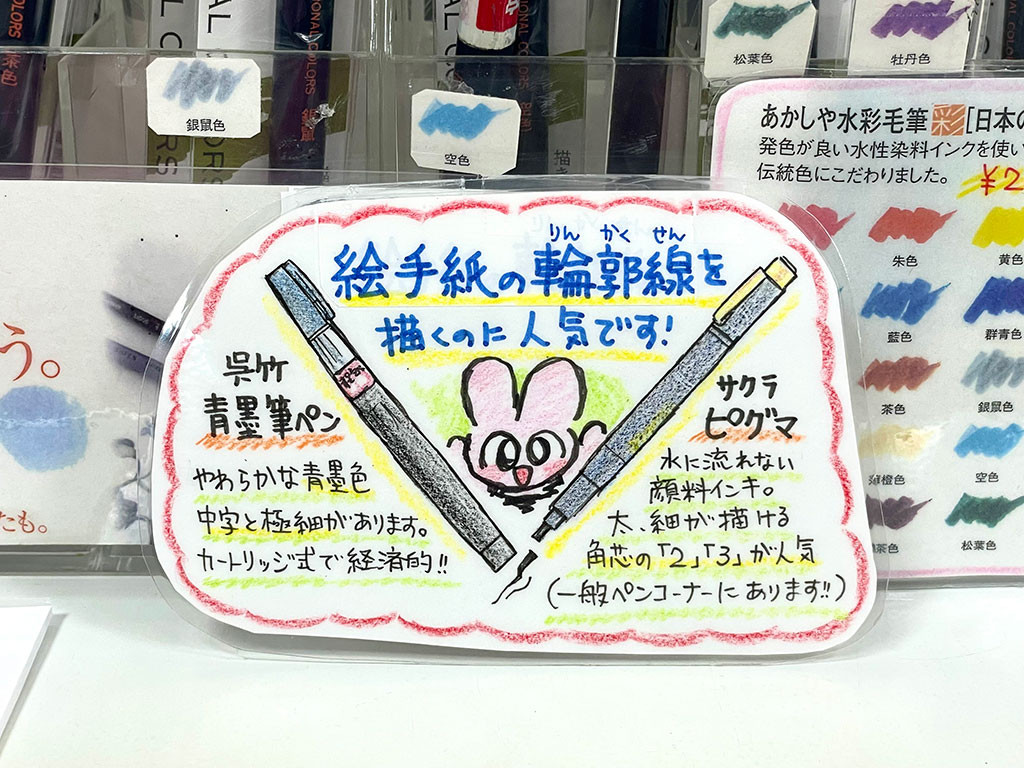 銀鼠色
空色
松葉色
牡丹色
あかしや水彩毛筆 彩 [日本の
発色が良い水性染料インクを使い
伝統色にこだわりました。
¥2
朱色
黄色
藍色
群青色
茶色
銀鼠色
空色
松葉色
う。
たも。
りん かく せん
絵手紙の輪郭線を
描くのに人気です!
呉竹
青墨筆ペン
やわらかな青墨色
中字と極細があります。
カートリッジ式で経済的!!
サクラ
ピグマ
水に流れない
顔料インキ。
太、細が描ける
角芯の「2」「3」が人気
(一般ペンコーナーにあります!!)